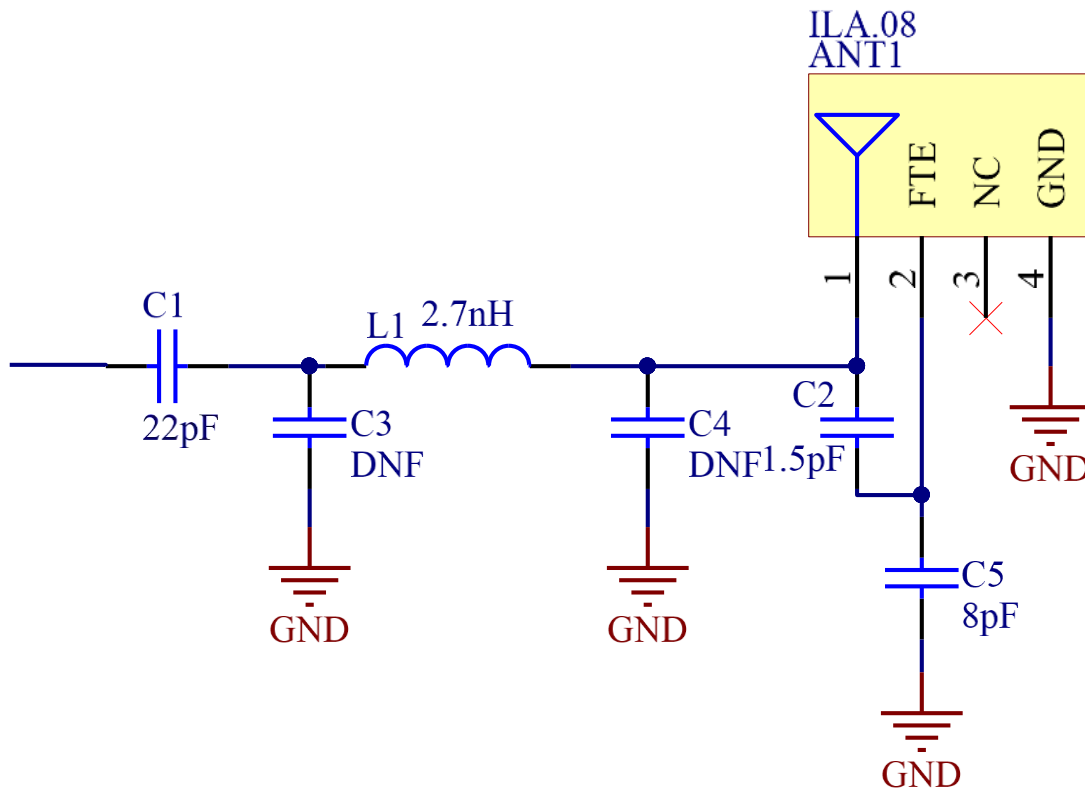 ILA.08
ANT1
FTE
NC
GND
1
2
3
4
C1
22pF
L1
2.7nH
C3
DNF
C4
DNF
C2
1.5pF
C5
8pF
GND
GND
GND
GND